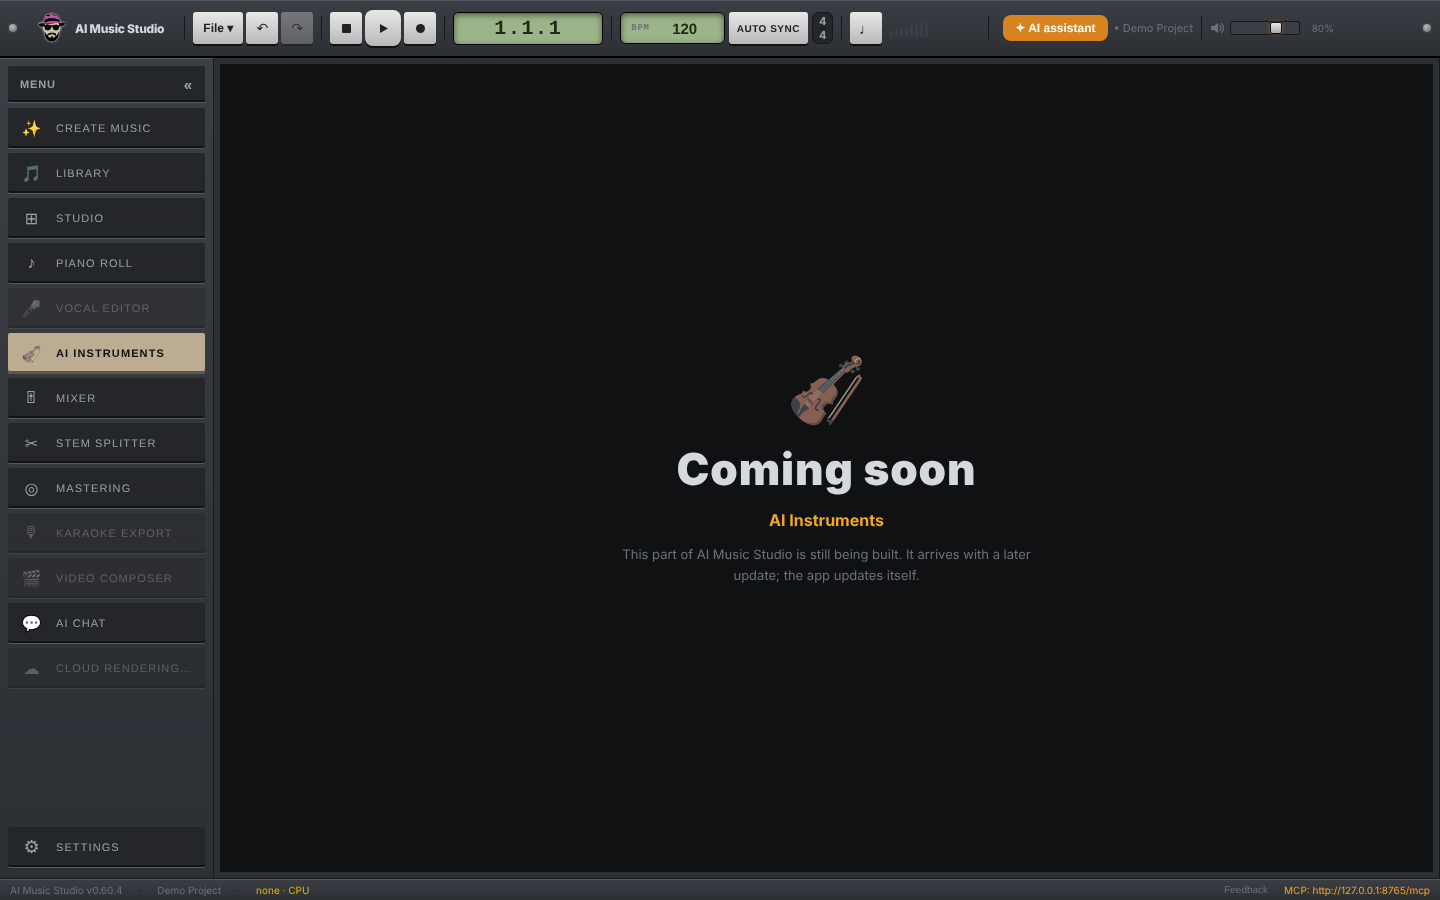 AI Music Studio
File ▾
1.1.1
BPM 120
AUTO SYNC
4
4
✦ AI assistant
• Demo Project
80%
MENU «
CREATE MUSIC
LIBRARY
STUDIO
PIANO ROLL
VOCAL EDITOR
AI INSTRUMENTS
MIXER
STEM SPLITTER
MASTERING
KARAOKE EXPORT
VIDEO COMPOSER
AI CHAT
CLOUD RENDERING...
SETTINGS
Coming soon
AI Instruments
This part of AI Music Studio is still being built. It arrives with a later
update; the app updates itself.
AI Music Studio v0.60.4 · Demo Project · none · CPU
Feedback MCP: http://127.0.0.1:8765/mcp